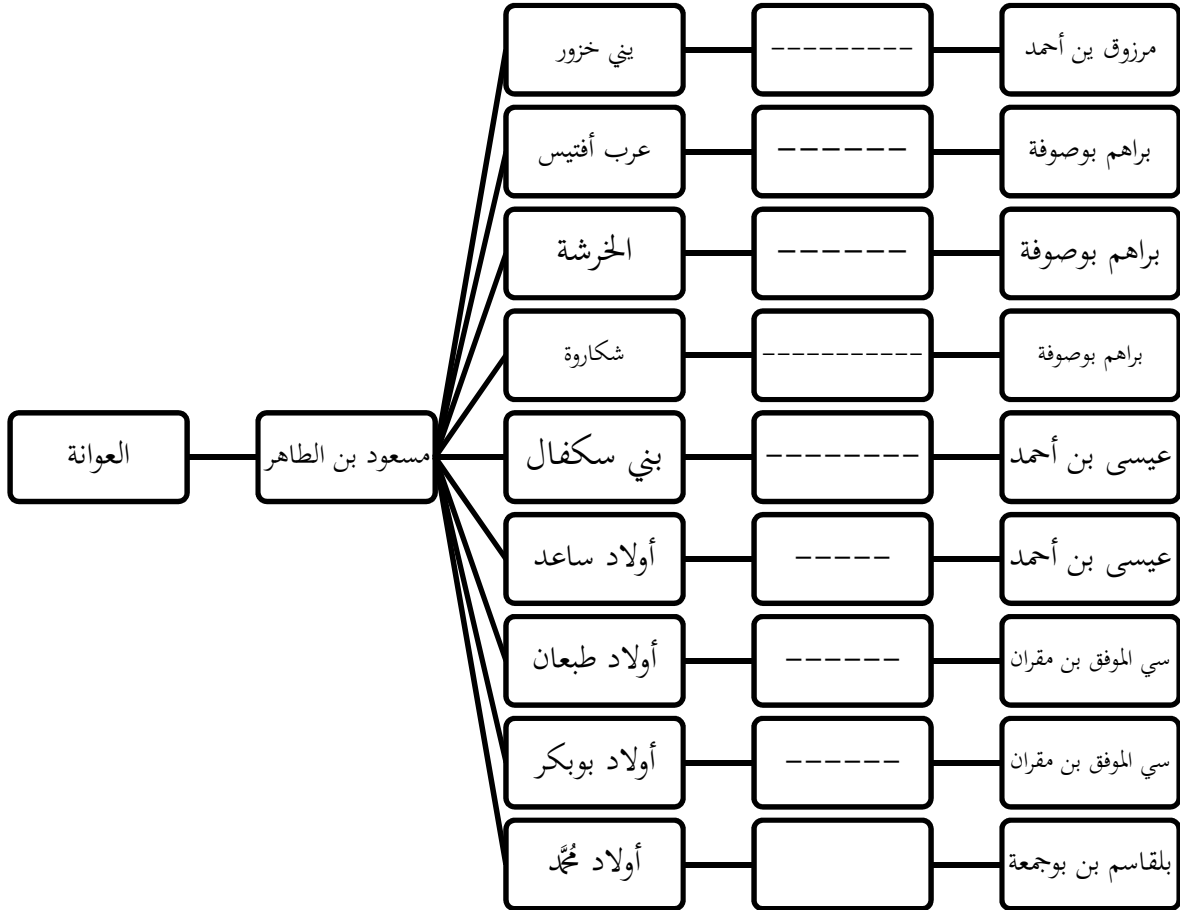 يني خزور
---------
مرزوق ين أحمد
عرب أفتيس
------
براهم بوصوفة
الخرشة
------
براهم بوصوفة
شكاروة
-----------
براهم بوصوفة
العوانة
مسعود بن الطاهر
بني سكفال
--------
عيسى بن أحمد
أولاد ساعد
-----
عيسى بن أحمد
أولاد طبعان
------
سي الموفق بن مقران
أولاد بوبكر
------
سي الموفق بن مقران
أولاد مُحمَّد
بلقاسم بن بوجمعة